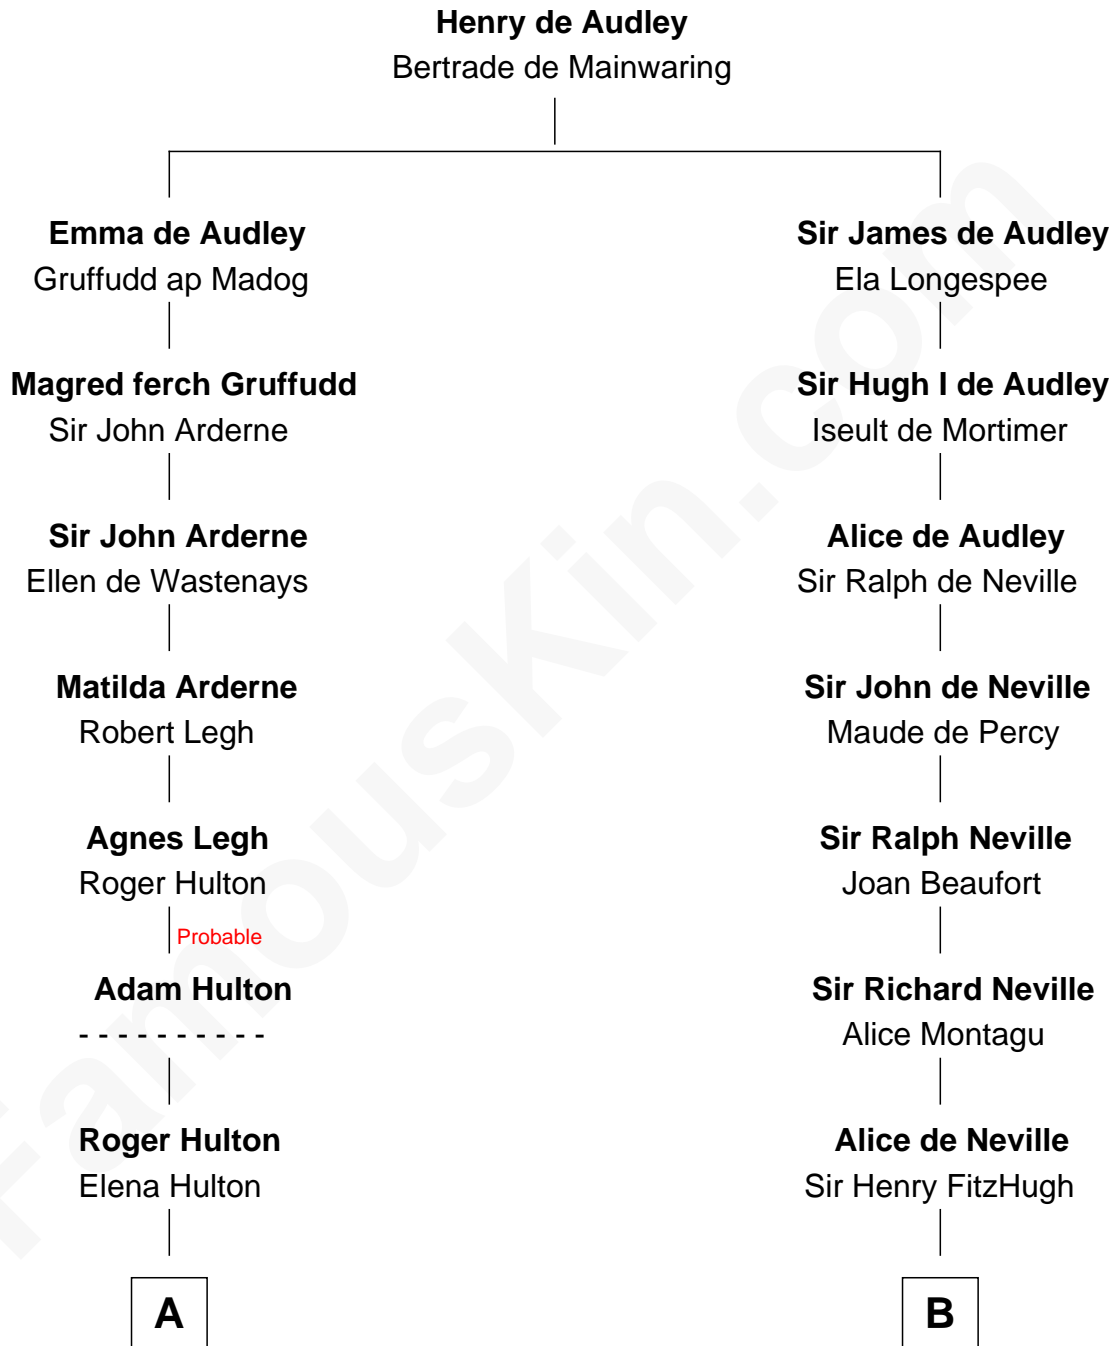 Henry de Audley
Bertrade de Mainwaring
Emma de Audley
Gruffudd ap Madog
Sir James de Audley
Ela Longespee
Magred ferch Gruffudd
Sir John Arderne
Sir Hugh I de Audley
Iseult de Mortimer
Sir John Arderne
Ellen de Wastenays
Alice de Audley
Sir Ralph de Neville
Matilda Arderne
Robert Legh
Sir John de Neville
Maude de Percy
Agnes Legh
Roger Hulton
Sir Ralph Neville
Joan Beaufort
Probable
Adam Hulton
- - - - - - - - - -
Sir Richard Neville
Alice Montagu
Roger Hulton
Elena Hulton
Alice de Neville
Sir Henry FitzHugh
A
B
FamousKin.com